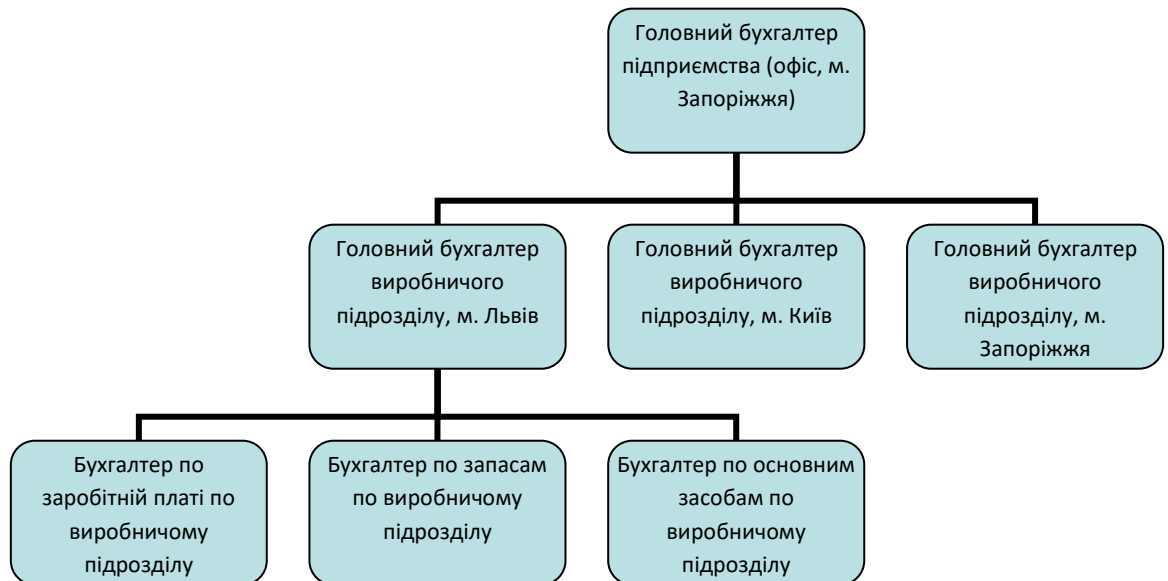 Головний бухгалтер
підприємства (офіс, м.
Запоріжжя)
Головний бухгалтер
виробничого
підрозділу, м. Львів
Головний бухгалтер
виробничого
підрозділу, м. Київ
Головний бухгалтер
виробничого
підрозділу, м.
Запоріжжя
Бухгалтер по
заробітній платі по
виробничому
підрозділу
Бухгалтер по запасам
по виробничому
підрозділу
Бухгалтер по основним
засобам по
виробничому
підрозділу